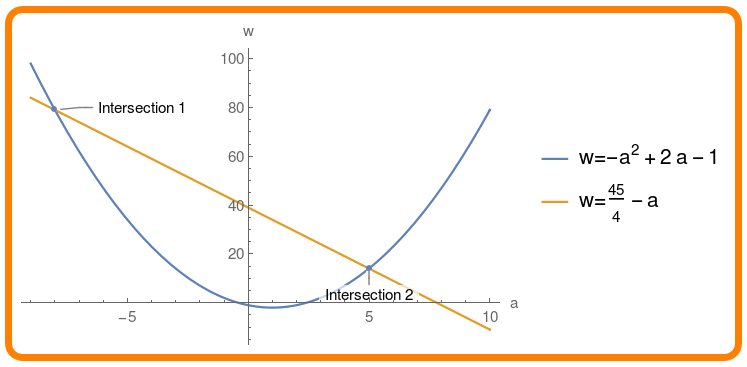 w
100
80
60
40
20
Intersection 1
Intersection 2
−5
5
10
a
w=−a² + 2 a − 1
w=45/4 − a